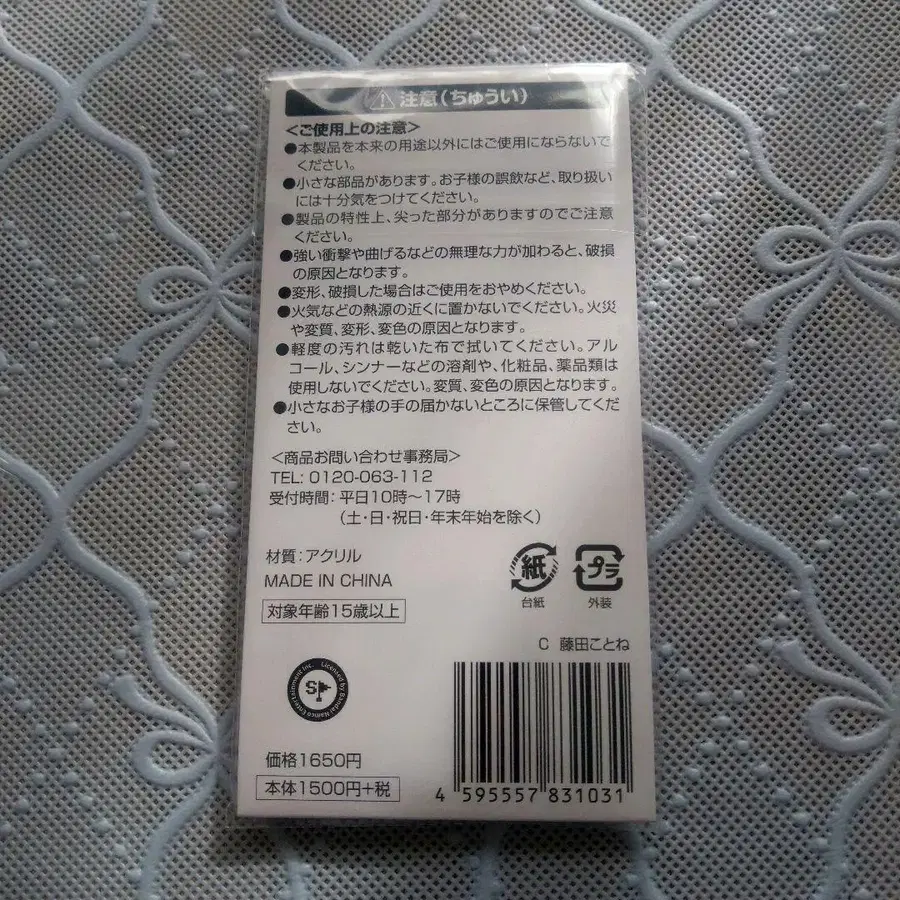 注意(ちゅうい)
<ご使用上の注意>
●本製品を本来の用途以外にはご使用にならないで
ください。
●小さな部品があります。お子様の誤飲など、取り扱い
には十分気をつけてください。
●製品の特性上、尖った部分がありますのでご注意
ください。
●強い衝撃や曲げるなどの無理な力が加わると、破損
の原因となります。
●変形、破損した場合はご使用をおやめください。
●火気などの熱源の近くに置かないでください。火災
や変質、変形、変色の原因となります。
●軽度の汚れは乾いた布で拭いてください。アル
コール、シンナーなどの溶剤や、化粧品、薬品類は
使用しないでください。変質、変色の原因となります。
●小さなお子様の手の届かないところに保管してくだ
さい。
<商品お問い合わせ事務局>
TEL: 0120-063-112
受付時間:平日10時～17時
(土・日・祝日・年末年始を除く)
材質:アクリル
MADE IN CHINA
対象年齢15歳以上
紙
台紙
プラ
外装
C 藤田ことね
Licensed by Bandai Namco Entertainment Inc.
S
価格1650円
本体1500円+税
4 595557 831031